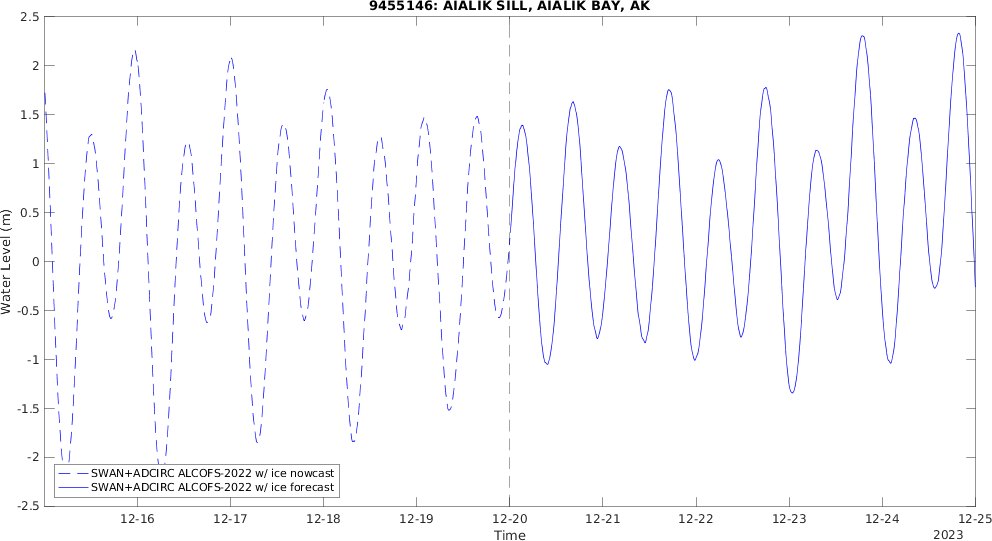 9455146: AIALIK SILL, AIALIK BAY, AK
2.5
2
1.5
1
0.5
0
-0.5
-1
-1.5
-2
-2.5
Water Level (m)
SWAN+ADCIRC ALCOFS-2022 w/ ice nowcast
SWAN+ADCIRC ALCOFS-2022 w/ ice forecast
12-16 12-17 12-18 12-19 12-20 12-21 12-22 12-23 12-24 12-25
Time
2023